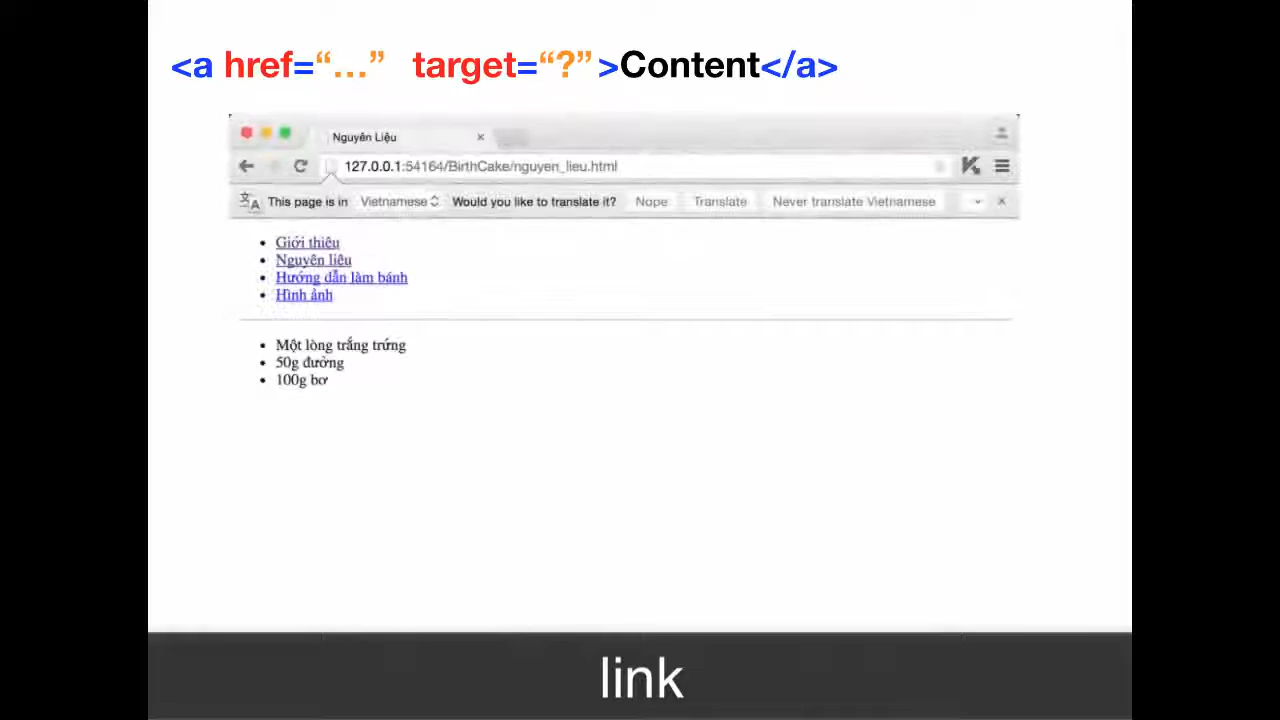 <a href=“…” target=“?”>Content</a>
Nguyên Liệu
127.0.0.1:54164/BirthCake/nguyen_lieu.html
This page is in Vietnamese Would you like to translate it? Nope Translate Never translate Vietnamese
• Giới thiệu
• Nguyên liệu
• Hướng dẫn làm bánh
• Hình ảnh
• Một lòng trắng trứng
• 50g đường
• 100g bơ
link